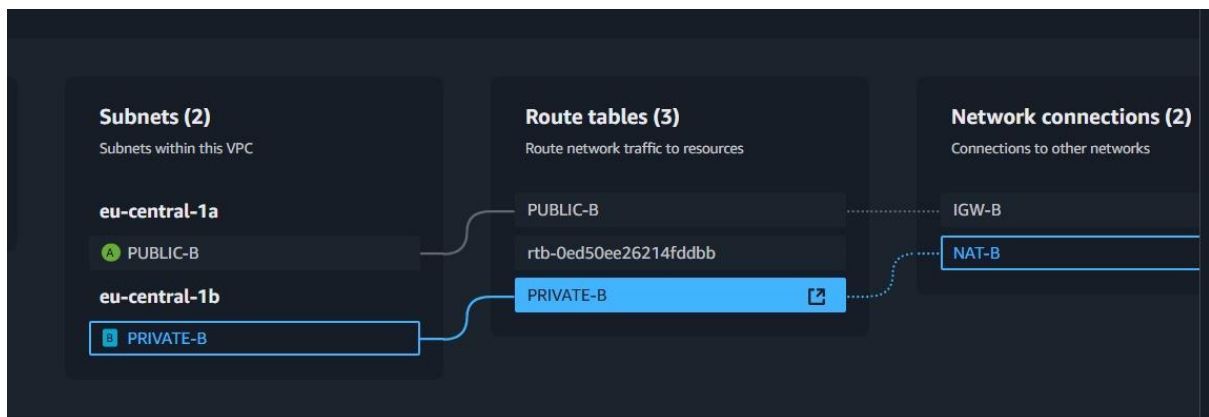 Subnets (2)
Subnets within this VPC
eu-central-1a
A PUBLIC-B
eu-central-1b
B PRIVATE-B
Route tables (3)
Route network traffic to resources
PUBLIC-B
rtb-0ed50ee26214fddbb
PRIVATE-B
Network connections (2)
Connections to other networks
IGW-B
NAT-B